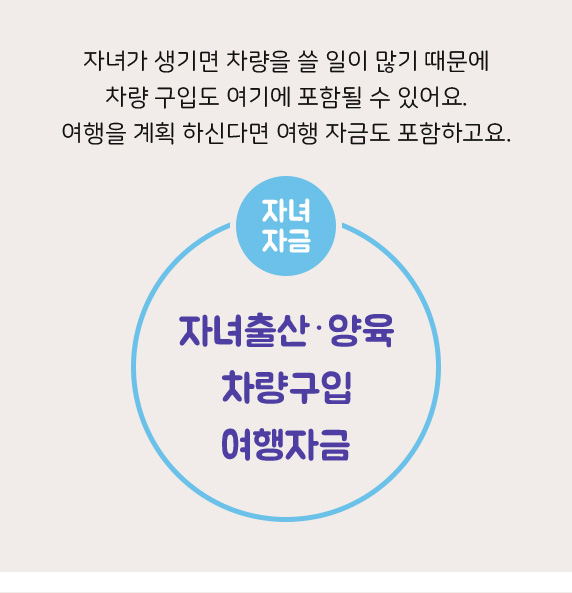 자녀가 생기면 차량을 쓸 일이 많기 때문에
차량 구입도 여기에 포함될 수 있어요.
여행을 계획 하신다면 여행 자금도 포함하고요.
자녀
자금
자녀출산·양육
차량구입
여행자금